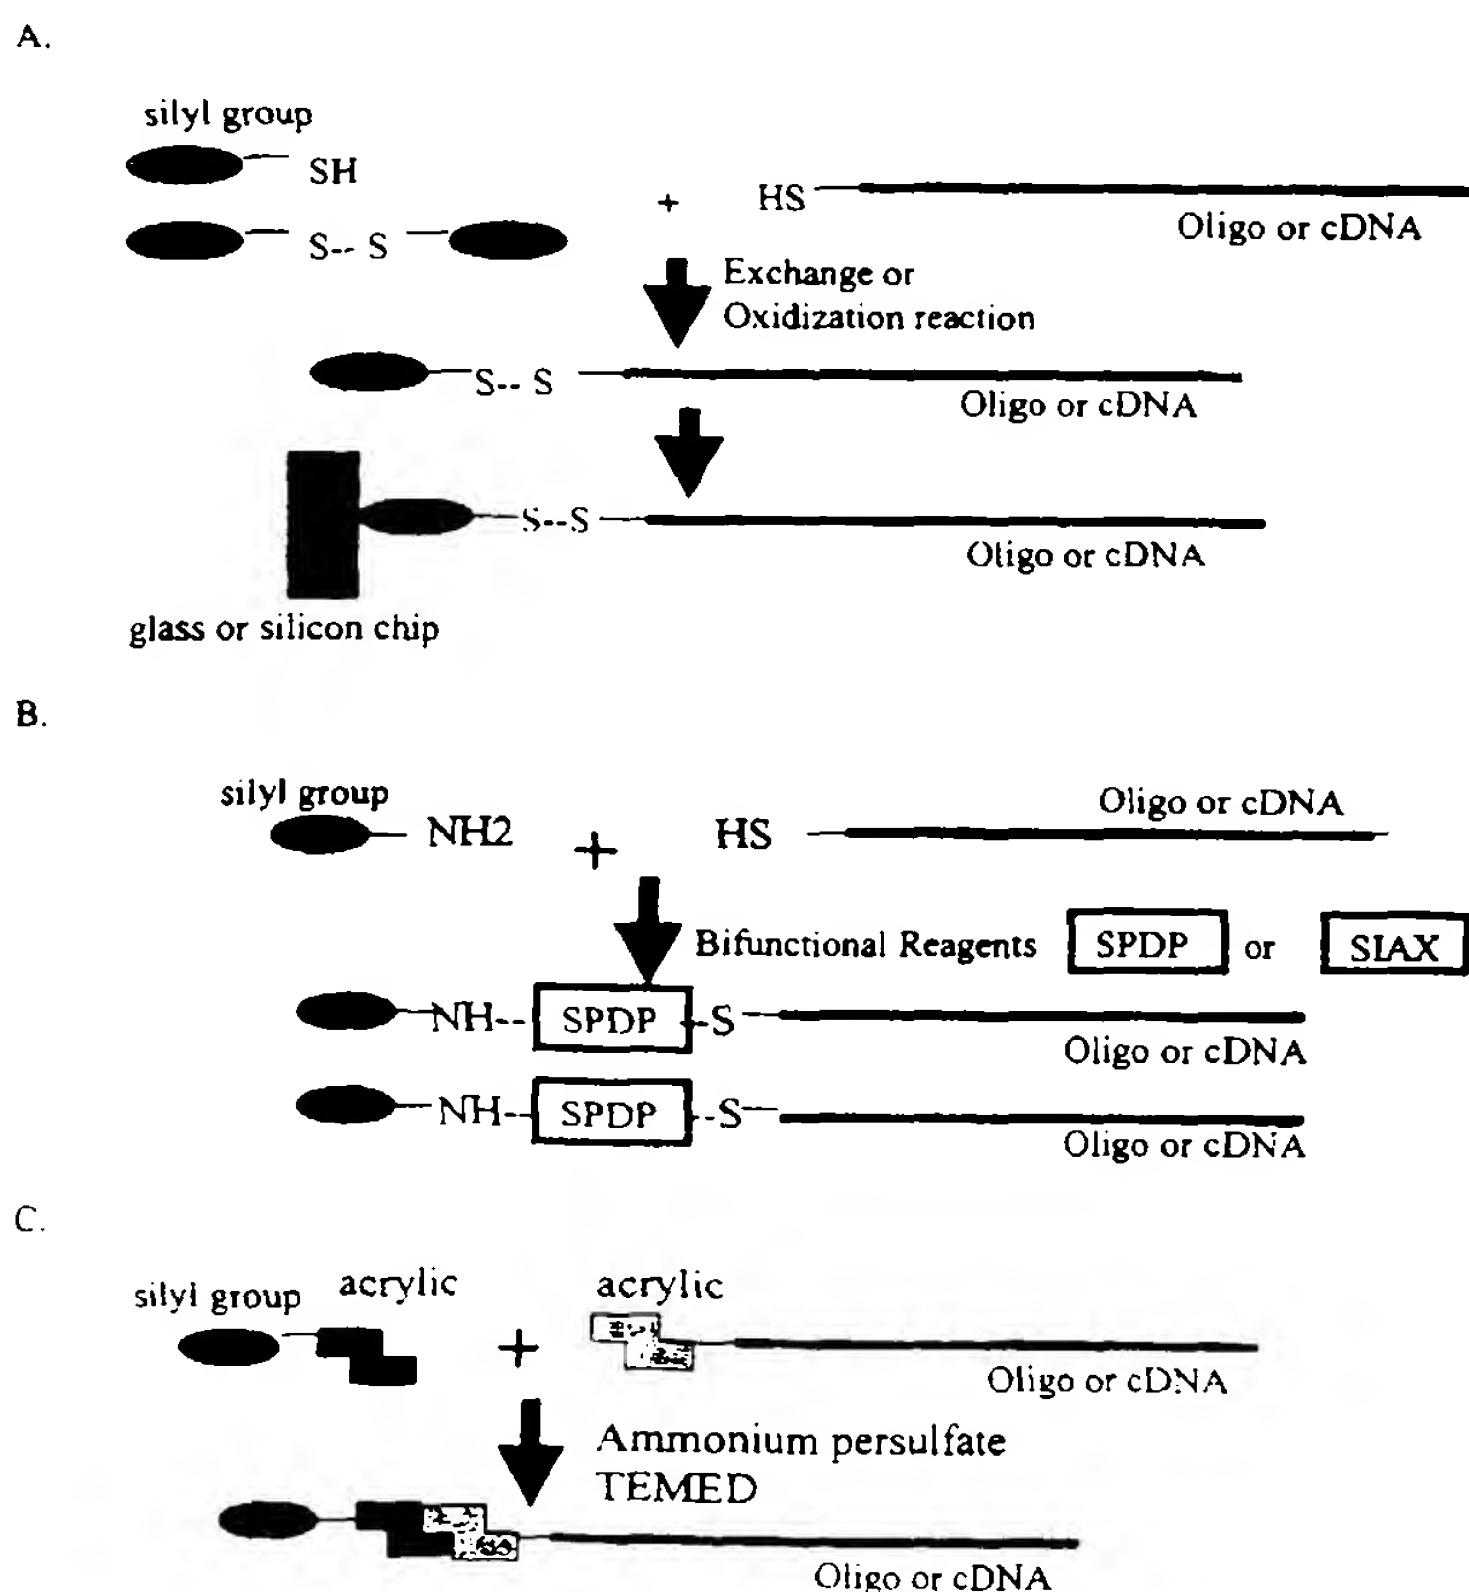 A.
silyl group
SH
S-- S
+
HS
Oligo or cDNA
Exchange or
Oxidization reaction
S-- S
Oligo or cDNA
S--S
Oligo or cDNA
glass or silicon chip
B.
silyl group
NH2
+
HS
Oligo or cDNA
Bifunctional Reagents
SPDP
or
SIAX
NH--
SPDP
--S
Oligo or cDNA
NH--
SPDP
--S
Oligo or cDNA
C.
silyl group
acrylic
+
acrylic
Oligo or cDNA
Ammonium persulfate
TEMED
Oligo or cDNA